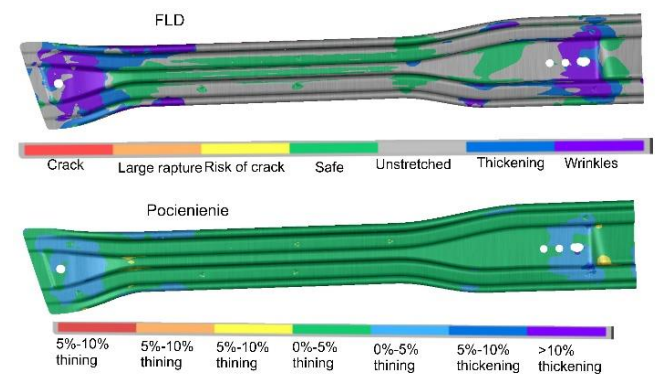 FLD
Crack Large rapture Risk of crack Safe Unstretched Thickening Wrinkles
Pocienienie
5%-10% 5%-10% 5%-10% 0%-5% 0%-5% 5%-10% >10%
thining thining thining thining thining thickening thickening